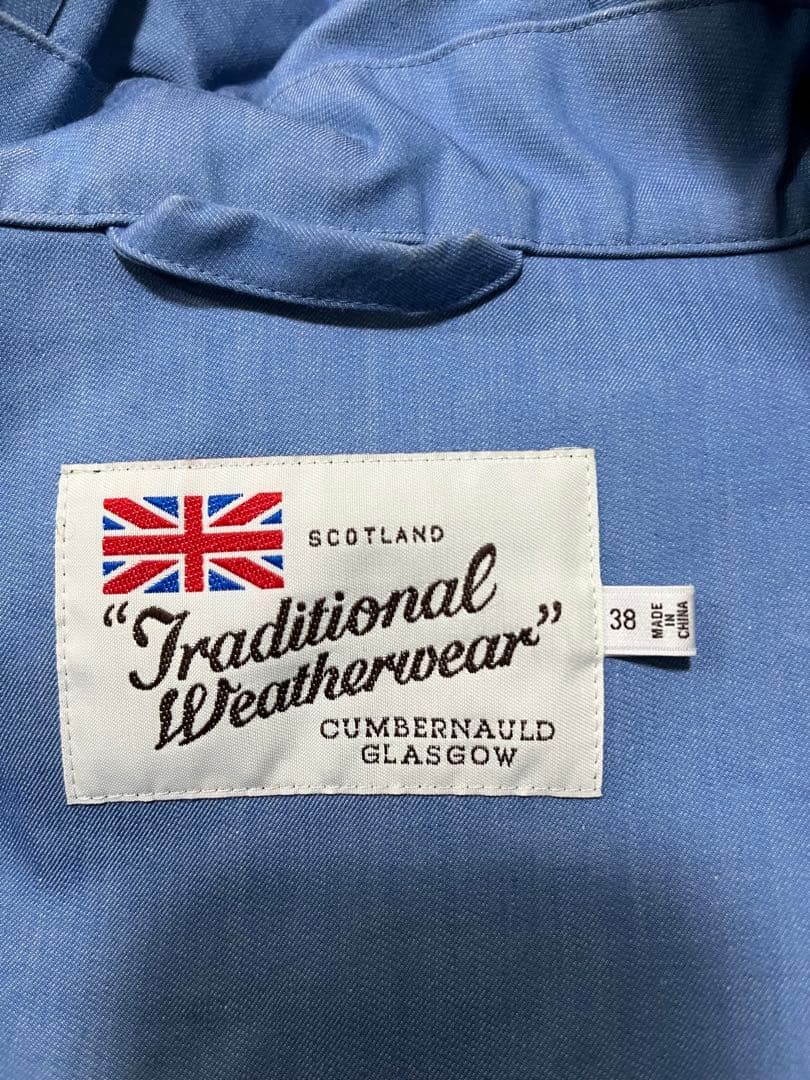 SCOTLAND
“Traditional
Weatherwear”
CUMBERNAULD
GLASGOW
38
MADE
IN
CHINA